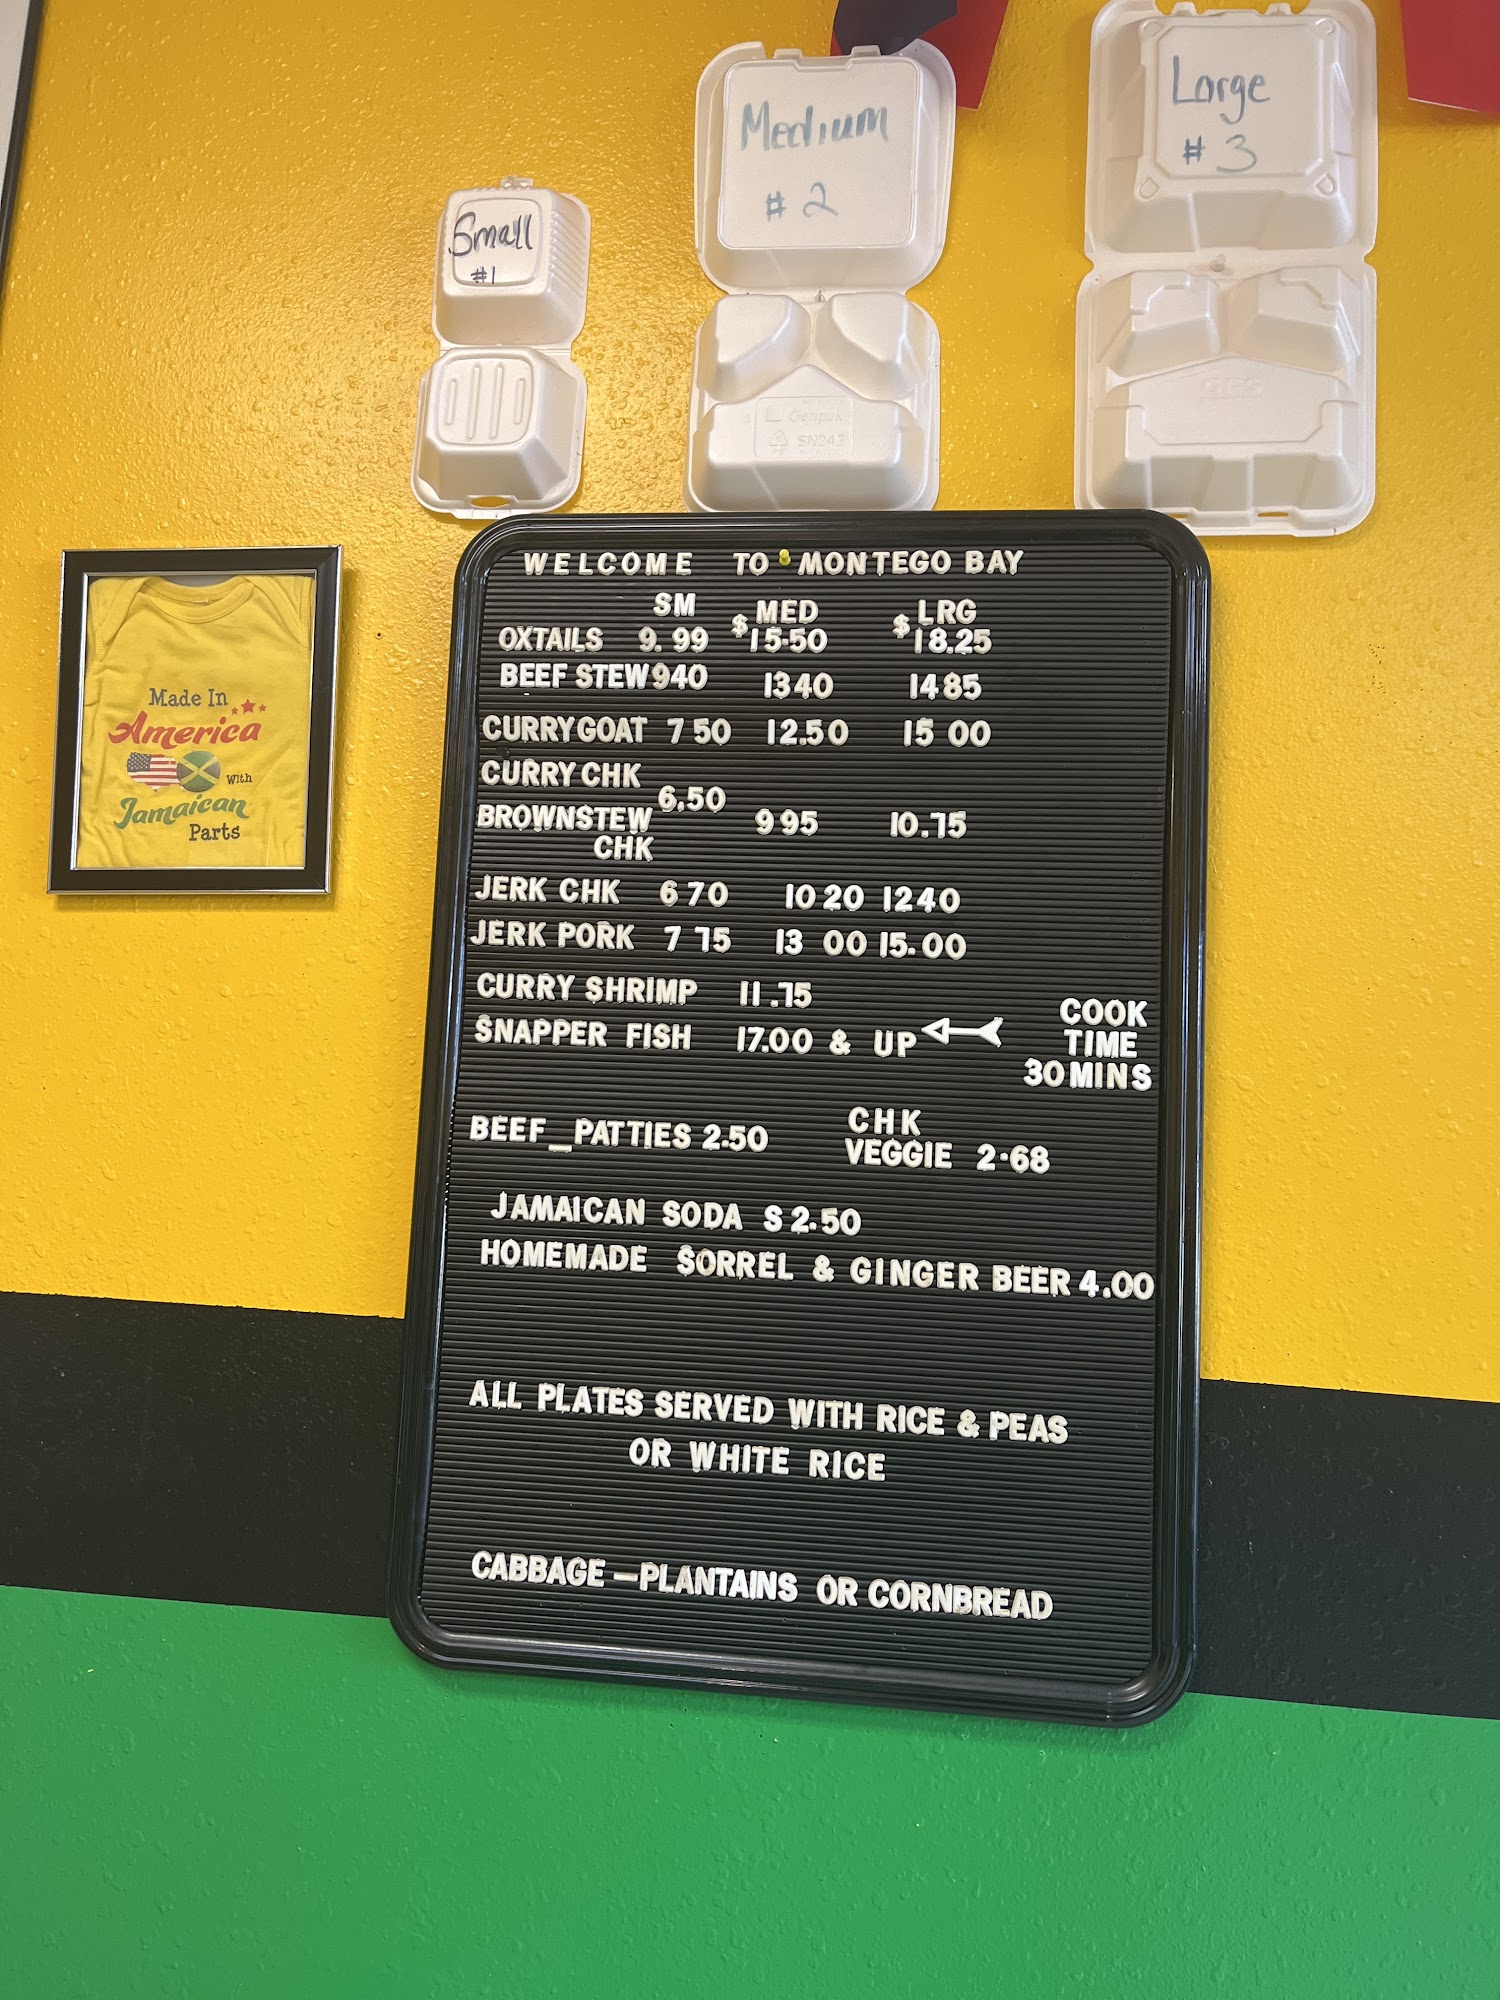 Small
#1
Medium
# 2
Large
# 3
Genpak
SN243
Made In
America
with
Jamaican
Parts
WELCOME TO MONTEGO BAY
SM MED LRG
OXTAILS 9.99 $15.50 $18.25
BEEF STEW 940 1340 1485
CURRY GOAT 7 50 12.50 15 00
CURRY CHK
6.50
BROWNSTEW 995 10.75
CHK
JERK CHK 6 70 10 20 1240
JERK PORK 7 75 13 00 15.00
CURRY SHRIMP 11.75
SNAPPER FISH 17.00 & UP
COOK
TIME
30 MINS
BEEF_PATTIES 2.50
CHK
VEGGIE 2.68
JAMAICAN SODA $2.50
HOMEMADE SORREL & GINGER BEER 4.00
ALL PLATES SERVED WITH RICE & PEAS
OR WHITE RICE
CABBAGE – PLANTAINS OR CORNBREAD